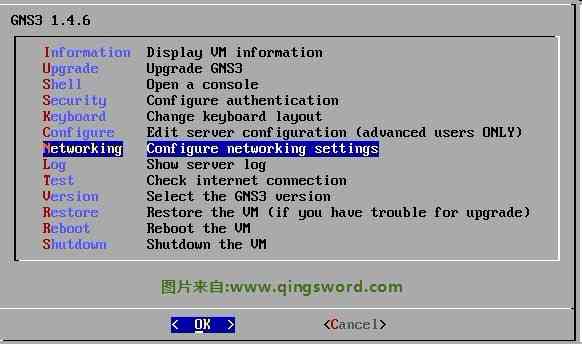 GNS3 1.4.6
Information Display VM information
Upgrade Upgrade GNS3
Shell Open a console
Security Configure authentication
Keyboard Change keyboard layout
Configure Edit server configuration (advanced users ONLY)
Networking Configure networking settings
Log Show server log
Test Check internet connection
Version Select the GNS3 version
Restore Restore the VM (if you have trouble for upgrade)
Reboot Reboot the VM
Shutdown Shutdown the VM
图片来自:www.qingsword.com
< OK > <Cancel>